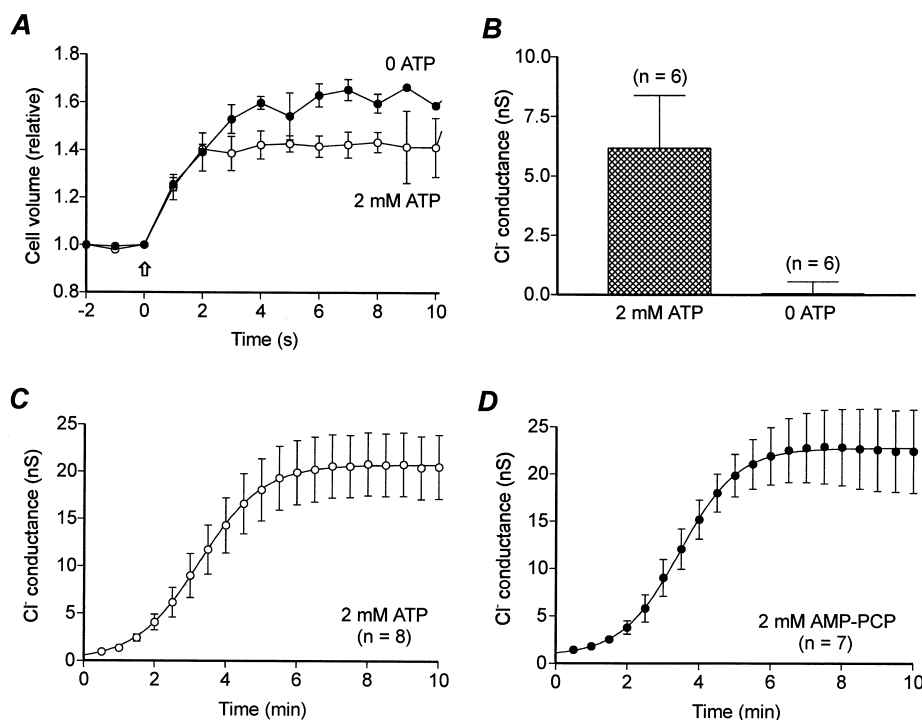 A
1.8
1.6
1.4
1.2
1.0
0.8
Cell volume (relative)
0 ATP
2 mM ATP
-2 0 2 4 6 8 10
Time (s)
B
10.0
7.5
5.0
2.5
0.0
Cl- conductance (nS)
(n = 6)
(n = 6)
2 mM ATP 0 ATP
C
25
20
15
10
5
0
Cl- conductance (nS)
2 mM ATP
(n = 8)
0 2 4 6 8 10
Time (min)
D
25
20
15
10
5
0
Cl- conductance (nS)
2 mM AMP-PCP
(n = 7)
0 2 4 6 8 10
Time (min)